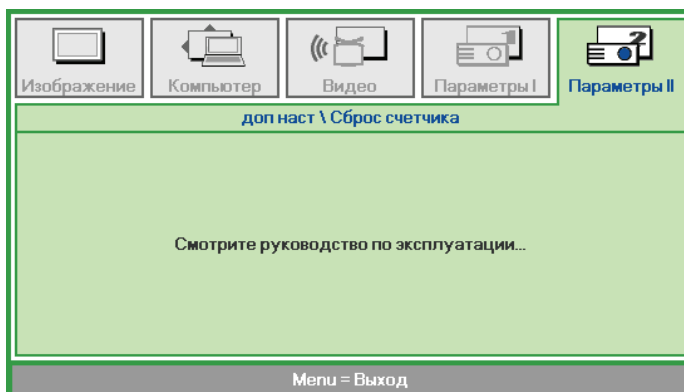 Изображение Компьютер Видео Параметры I Параметры II
доп наст \ Сброс счетчика
Смотрите руководство по эксплуатации...
Menu = Выход